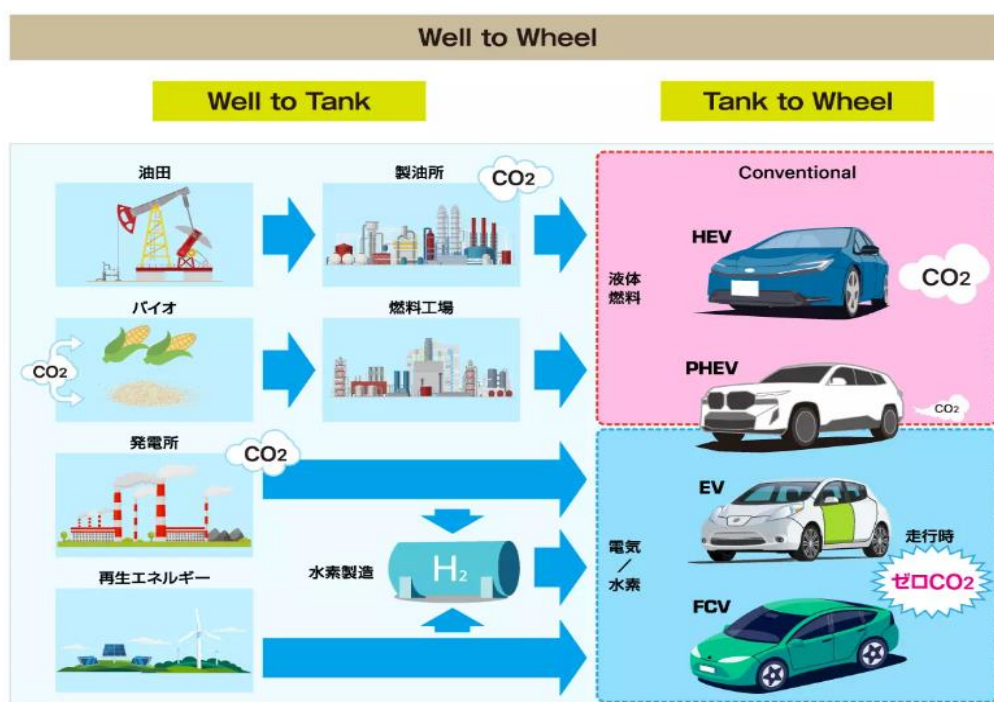 Well to Wheel
Well to Tank
Tank to Wheel
油田
製油所
CO2
Conventional
HEV
液体
燃料
CO2
バイオ
燃料工場
CO2
PHEV
CO2
発電所
CO2
EV
電気
/
水素
走行時
ゼロCO2
水素製造
H2
再生エネルギー
FCV